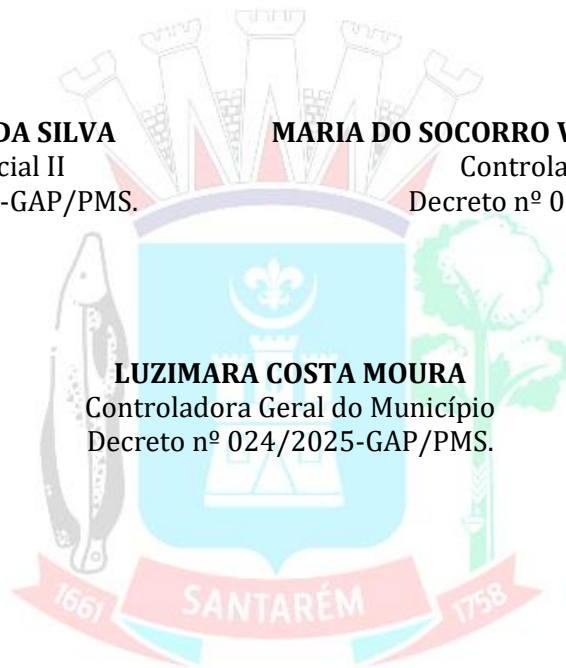 DA SILVA MARIA DO SOCORRO
cial II Controla
-GAP/PMS. Decreto nº 0
LUZIMARA COSTA MOURA
Controladora Geral do Município
Decreto nº 024/2025-GAP/PMS.
1661 SANTARÉM 1758